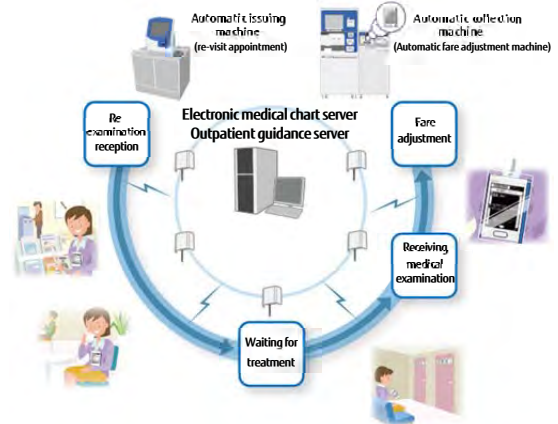 Automatic issuing
machine
(re-visit appointment)
Automatic collection
machine
(Automatic fare adjustment machine)
Electronic medical chart server
Outpatient guidance server
Re
examination
reception
Fare
adjustment
Receiving,
medical
examination
Waiting for
treatment